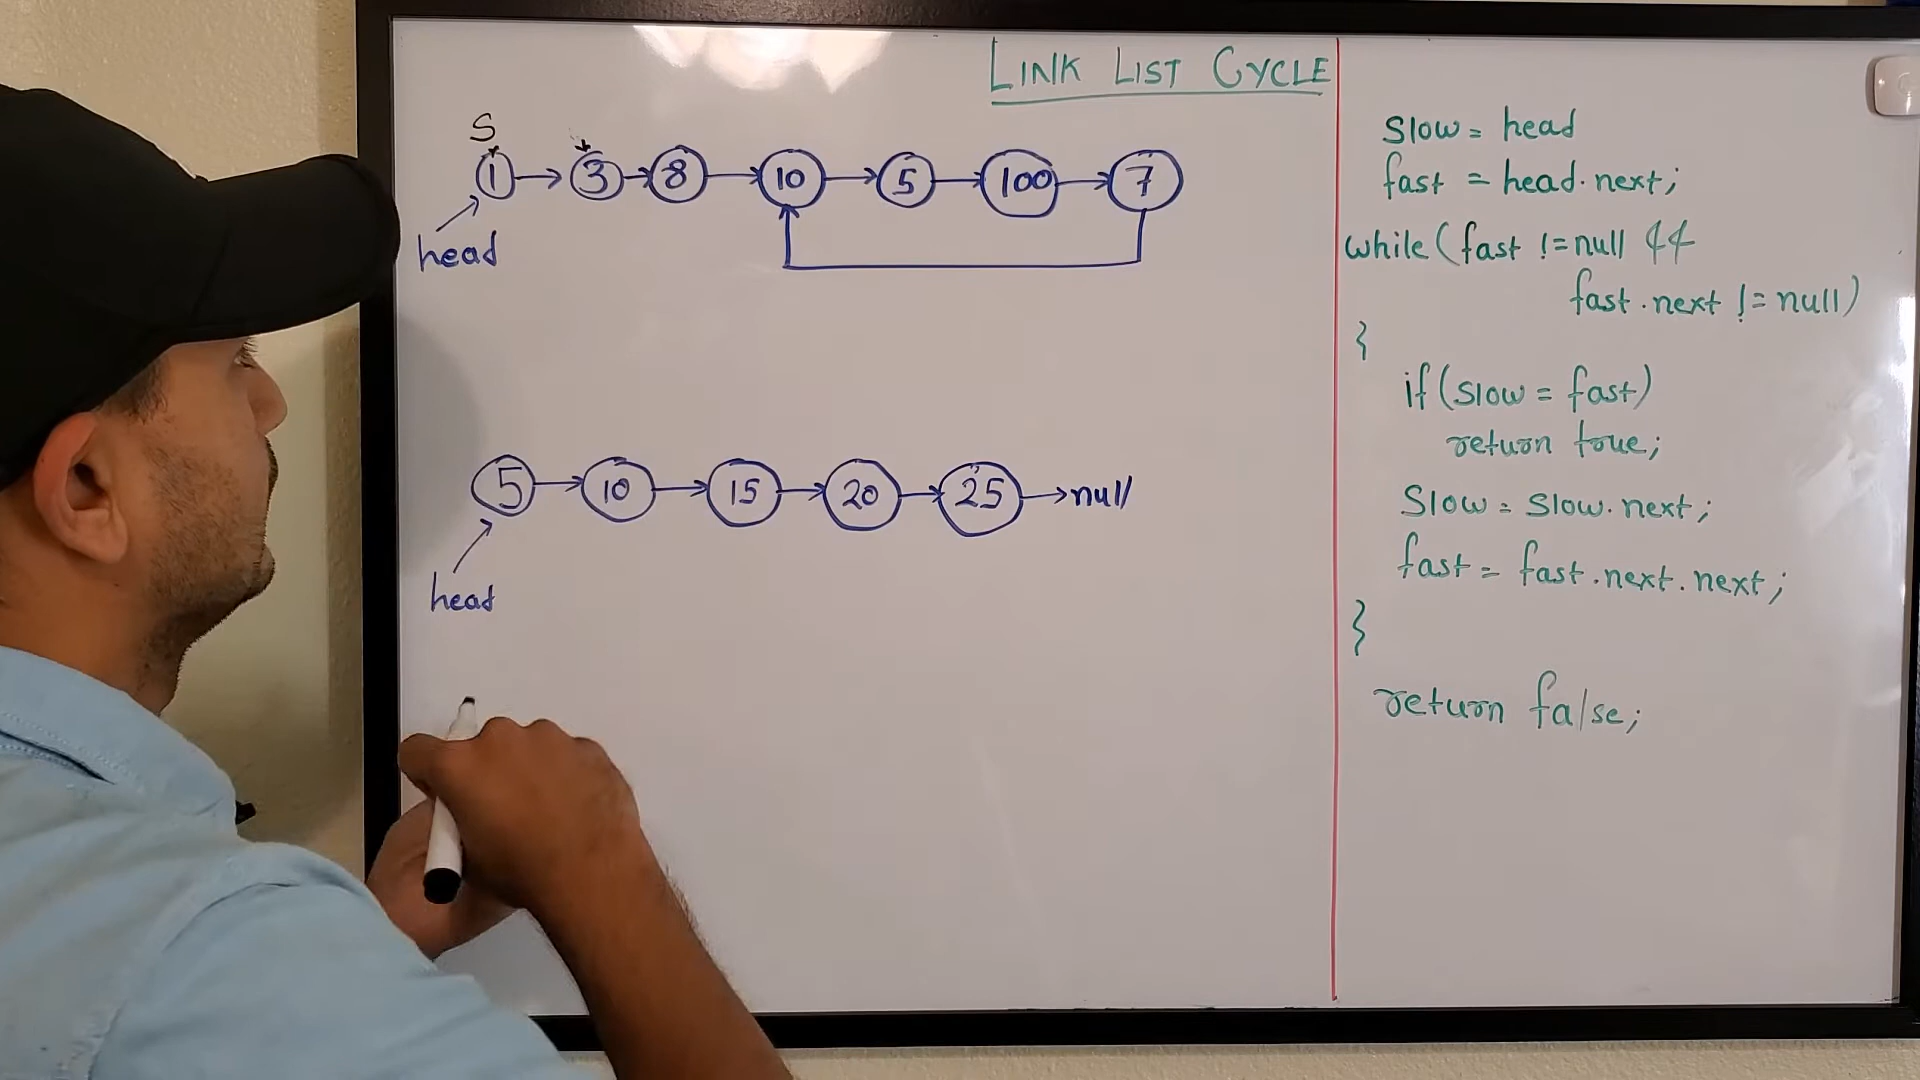 LINK LIST CYCLE
S
1 3 8 10 5 100 7
head
5 10 15 20 25 null
head
Slow = head
fast = head.next;
while(fast != null &&
fast.next != null)
}
if(slow = fast)
return true;
Slow = slow.next;
fast = fast.next.next;
}
return false;